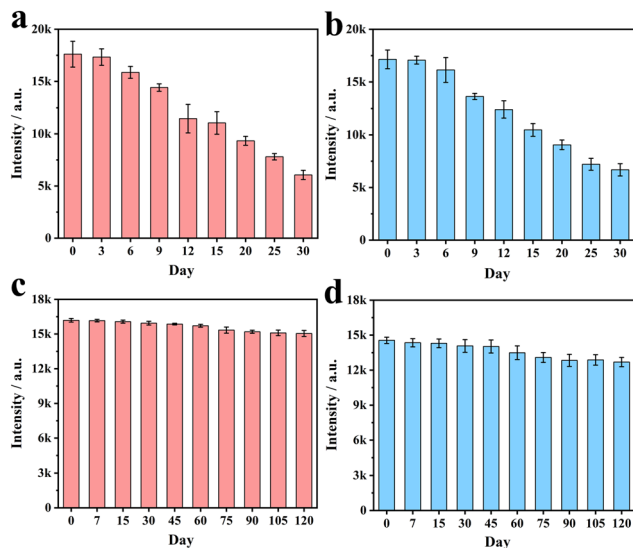 a
20k
15k
10k
5k
0
Intensity / a.u.
0 3 6 9 12 15 20 25 30
Day
b
20k
15k
10k
5k
0
Intensity / a.u.
0 3 6 9 12 15 20 25 30
Day
c
18k
15k
12k
9k
6k
3k
0
Intensity / a.u.
0 7 15 30 45 60 75 90 105 120
Day
d
18k
15k
12k
9k
6k
3k
0
Intensity / a.u.
0 7 15 30 45 60 75 90 105 120
Day